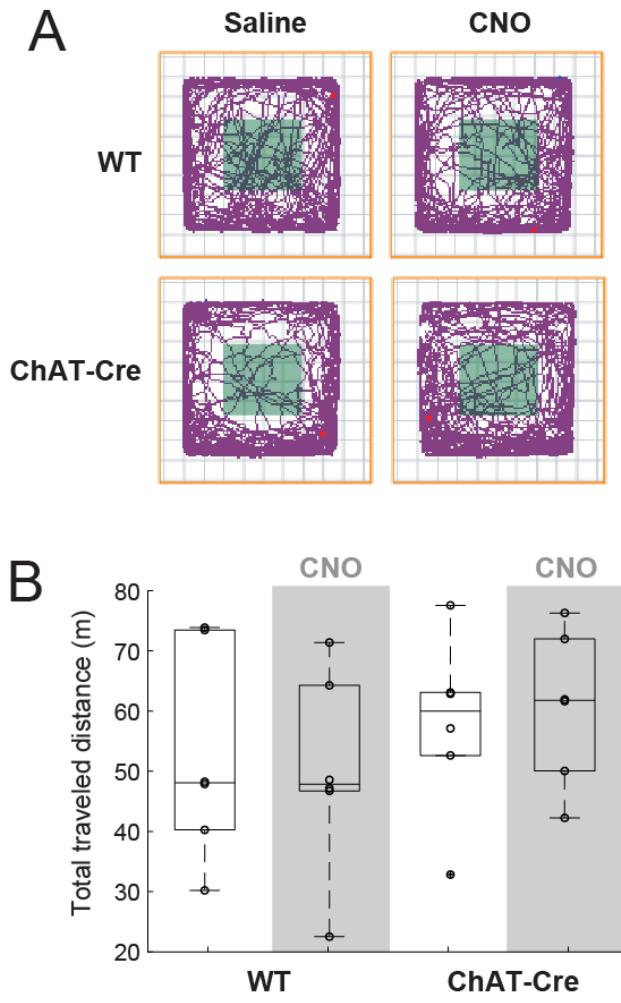 A
Saline
CNO
WT
ChAT-Cre
B
CNO
CNO
Total traveled distance (m)
80
70
60
50
40
30
20
WT
ChAT-Cre